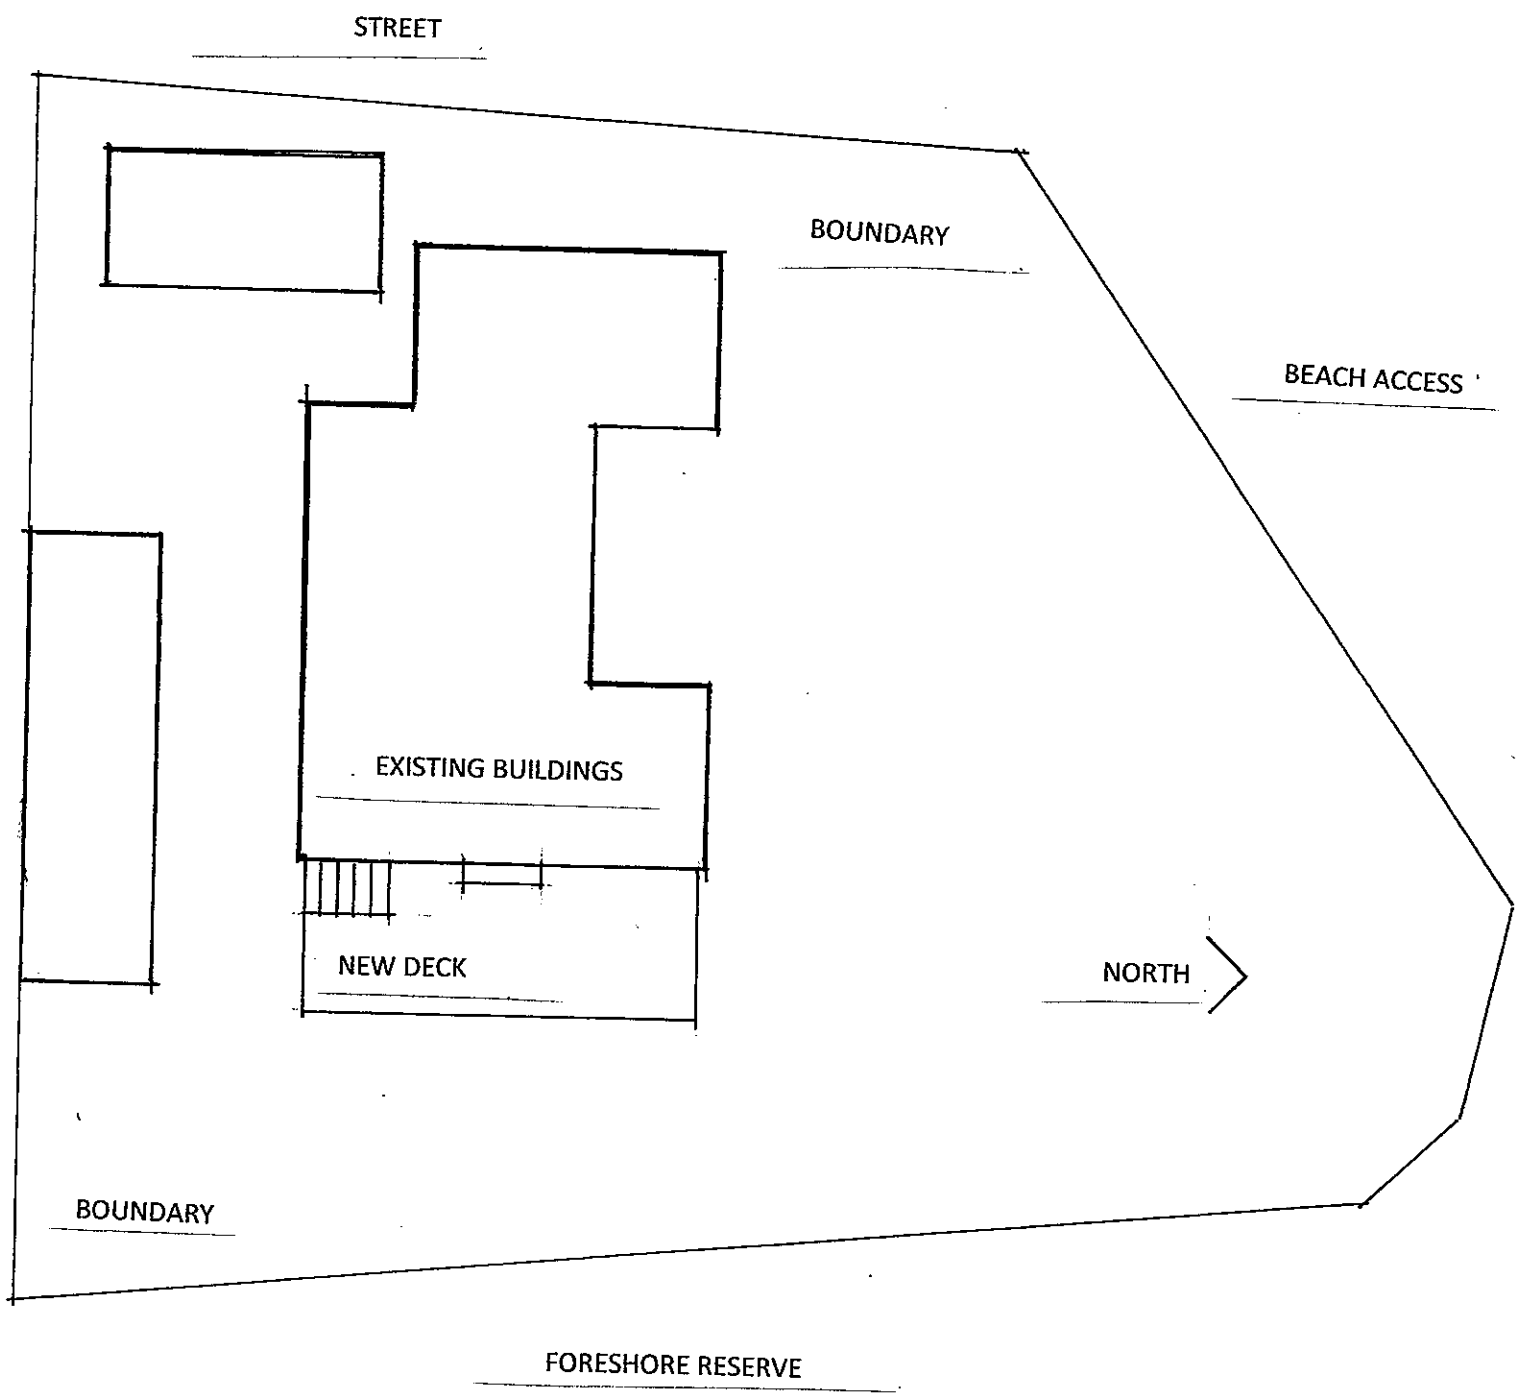 STREET
BOUNDARY
BEACH ACCESS
EXISTING BUILDINGS
NEW DECK
NORTH
BOUNDARY
FORESHORE RESERVE